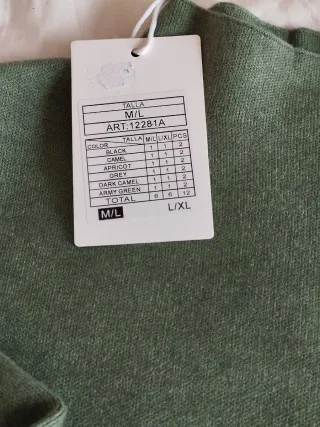 TALLA
M/L
ART:12281A
COLOR TALLA M/L L/XL PCS
BLACK 1 1 2
CAMEL 1 1 2
APRICOT 1 1 2
GREY 1 1 2
DARK CAMEL 1 1 2
ARMY GREEN 1 1 2
TOTAL 6 6 12
M/L L/XL